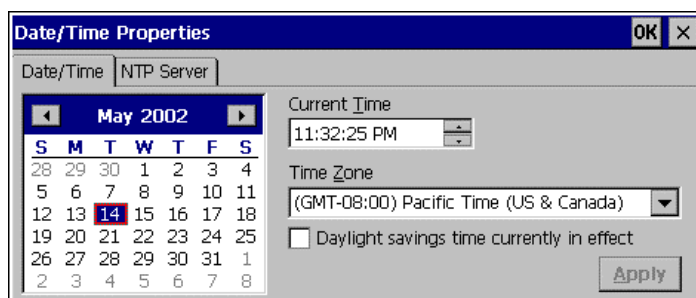 Date/Time Properties OK ×
Date/Time NTP Server
May 2002
S M T W T F S
28 29 30 1 2 3 4
5 6 7 8 9 10 11
12 13 14 15 16 17 18
19 20 21 22 23 24 25
26 27 28 29 30 31 1
2 3 4 5 6 7 8
Current Time
11:32:25 PM
Time Zone
(GMT-08:00) Pacific Time (US & Canada)
Daylight savings time currently in effect
Apply